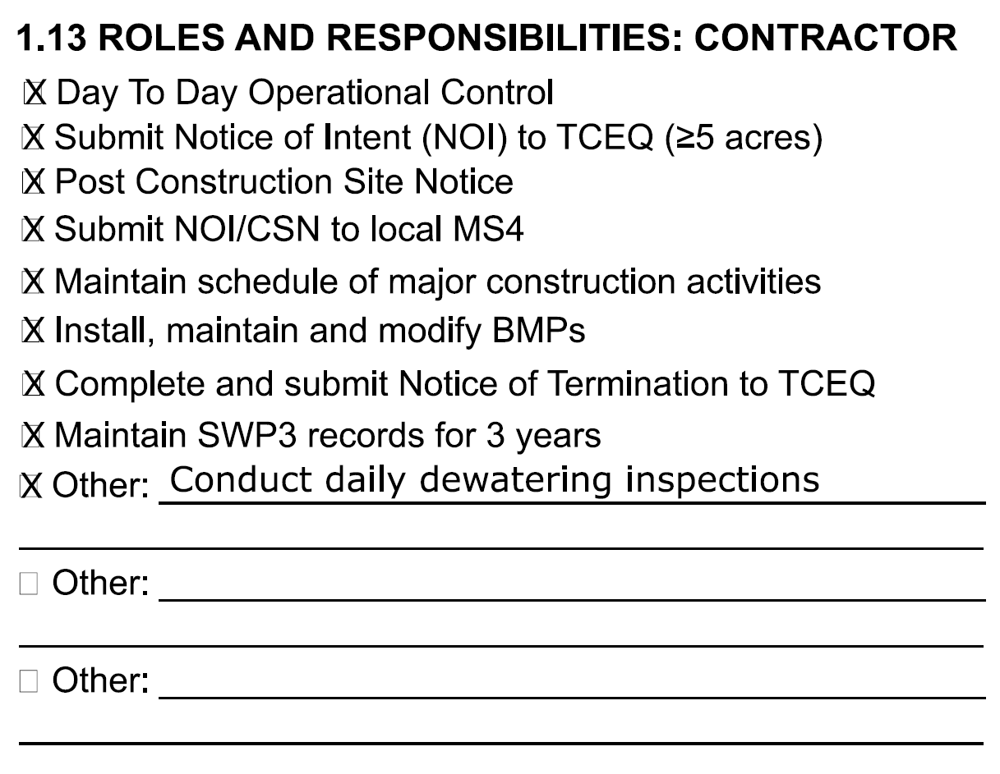 1.13 ROLES AND RESPONSIBILITIES: CONTRACTOR
X Day To Day Operational Control
X Submit Notice of Intent (NOI) to TCEQ (≥5 acres)
X Post Construction Site Notice
X Submit NOI/CSN to local MS4
X Maintain schedule of major construction activities
X Install, maintain and modify BMPs
X Complete and submit Notice of Termination to TCEQ
X Maintain SWP3 records for 3 years
X Other: Conduct daily dewatering inspections
Other:
Other: